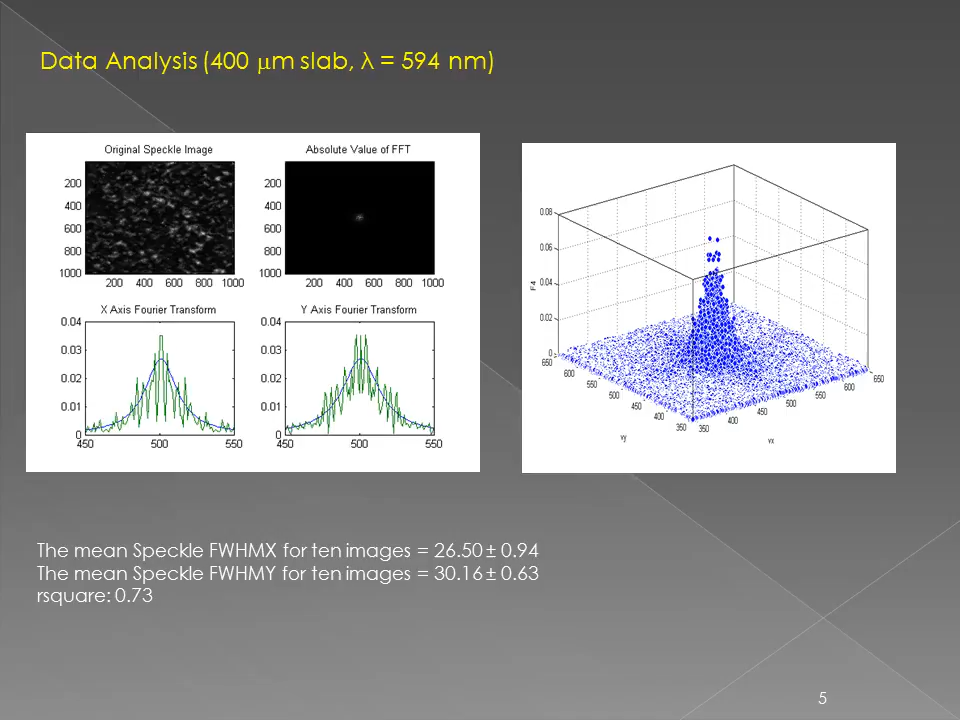 Data Analysis (400 μm slab, λ = 594 nm)
Original Speckle Image
200
400
600
800
1000
200 400 600 800 1000
Absolute Value of FFT
200
400
600
800
1000
200 400 600 800 1000
X Axis Fourier Transform
0.04
0.03
0.02
0.01
0
450 500 550
Y Axis Fourier Transform
0.04
0.03
0.02
0.01
0
450 500 550
0.08
0.06
0.04
0.02
0
F4
650
600
550
500
450
400
350
vy
350
400
450
500
550
600
650
vx
The mean Speckle FWHMX for ten images = 26.50 ± 0.94
The mean Speckle FWHMY for ten images = 30.16 ± 0.63
rsquare: 0.73
5